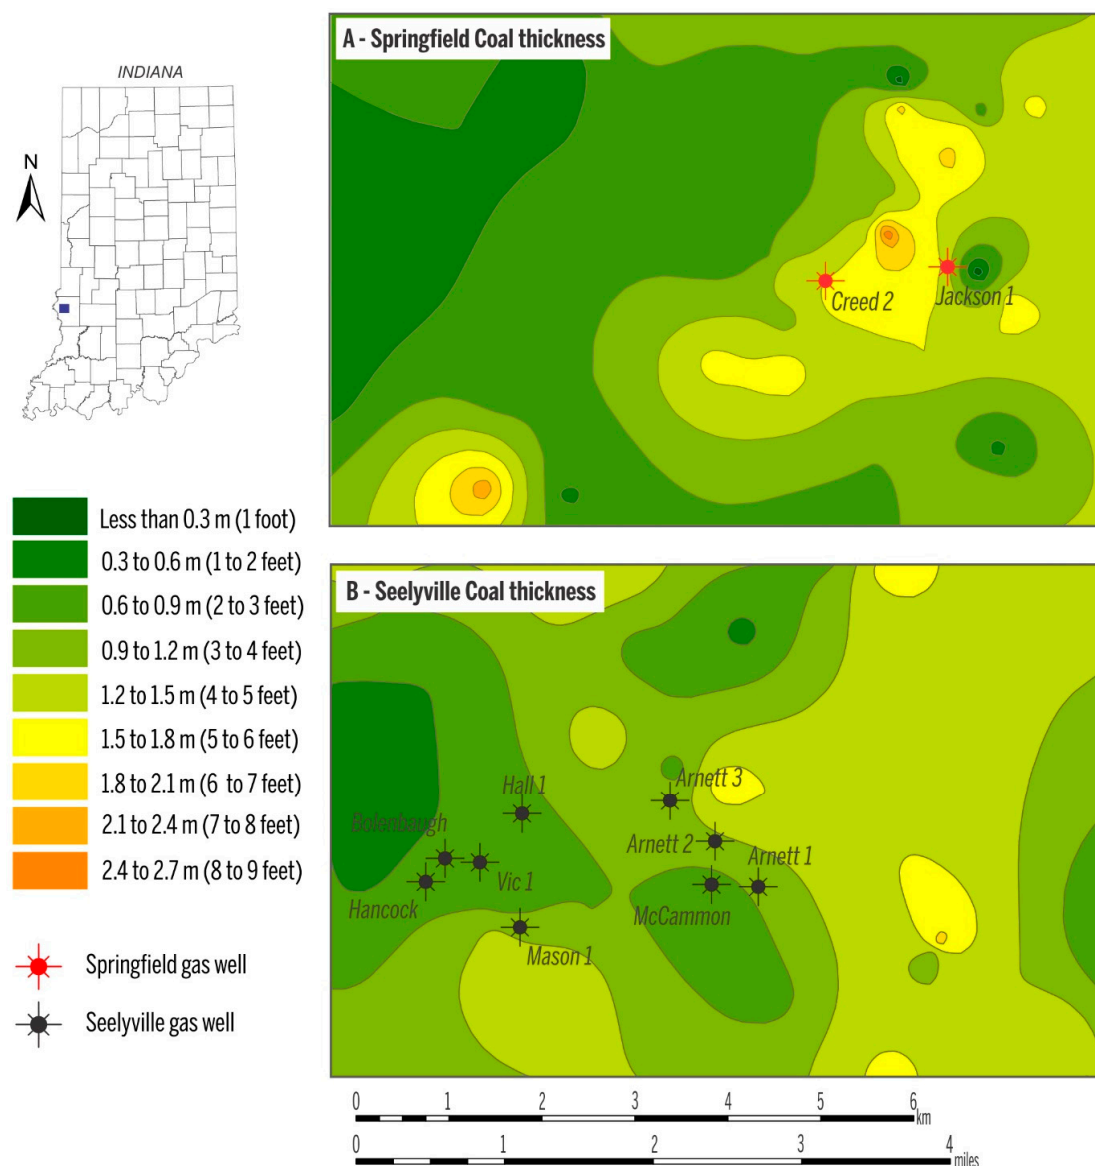 INDIANA
N
A - Springfield Coal thickness
Creed 2
Jackson 1
Less than 0.3 m (1 foot)
0.3 to 0.6 m (1 to 2 feet)
0.6 to 0.9 m (2 to 3 feet)
0.9 to 1.2 m (3 to 4 feet)
1.2 to 1.5 m (4 to 5 feet)
1.5 to 1.8 m (5 to 6 feet)
1.8 to 2.1 m (6 to 7 feet)
2.1 to 2.4 m (7 to 8 feet)
2.4 to 2.7 m (8 to 9 feet)
Springfield gas well
Seelyville gas well
B - Seelyville Coal thickness
Arnett 3
Hall 1
Bolenbaugh
Arnett 2
Arnett 1
Vic 1
Hancock
McCammon
Mason 1
0 1 2 3 4 5 6
km
0 1 2 3 4
miles